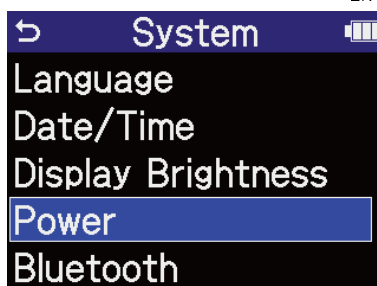 System
Language
Date/Time
Display Brightness
Power
Bluetooth